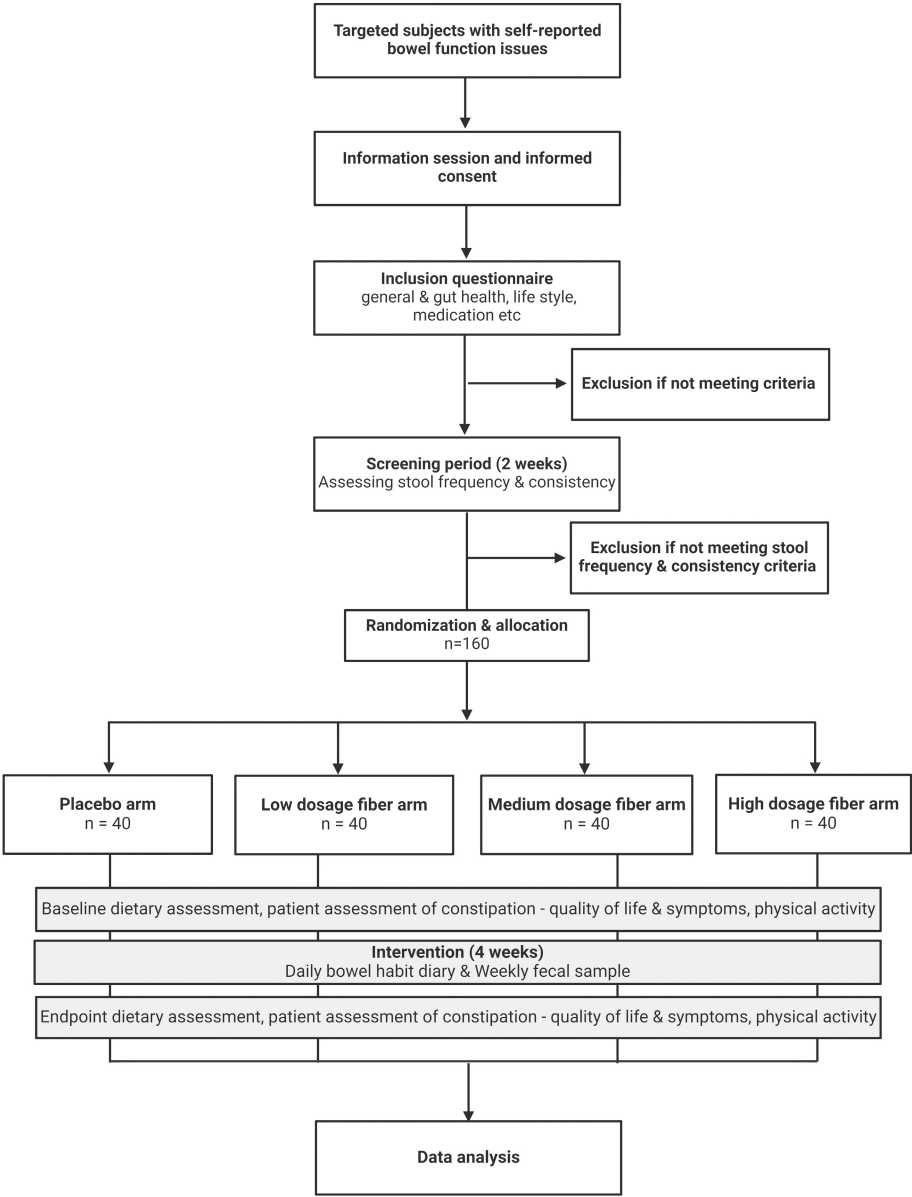 Targeted subjects with self-reported
bowel function issues
Information session and informed
consent
Inclusion questionnaire
general & gut health, life style,
medication etc
Exclusion if not meeting criteria
Screening period (2 weeks)
Assessing stool frequency & consistency
Exclusion if not meeting stool
frequency & consistency criteria
Randomization & allocation
n=160
Placebo arm
n = 40
Low dosage fiber arm
n = 40
Medium dosage fiber arm
n = 40
High dosage fiber arm
n = 40
Baseline dietary assessment, patient assessment of constipation - quality of life & symptoms, physical activity
Intervention (4 weeks)
Daily bowel habit diary & Weekly fecal sample
Endpoint dietary assessment, patient assessment of constipation - quality of life & symptoms, physical activity
Data analysis